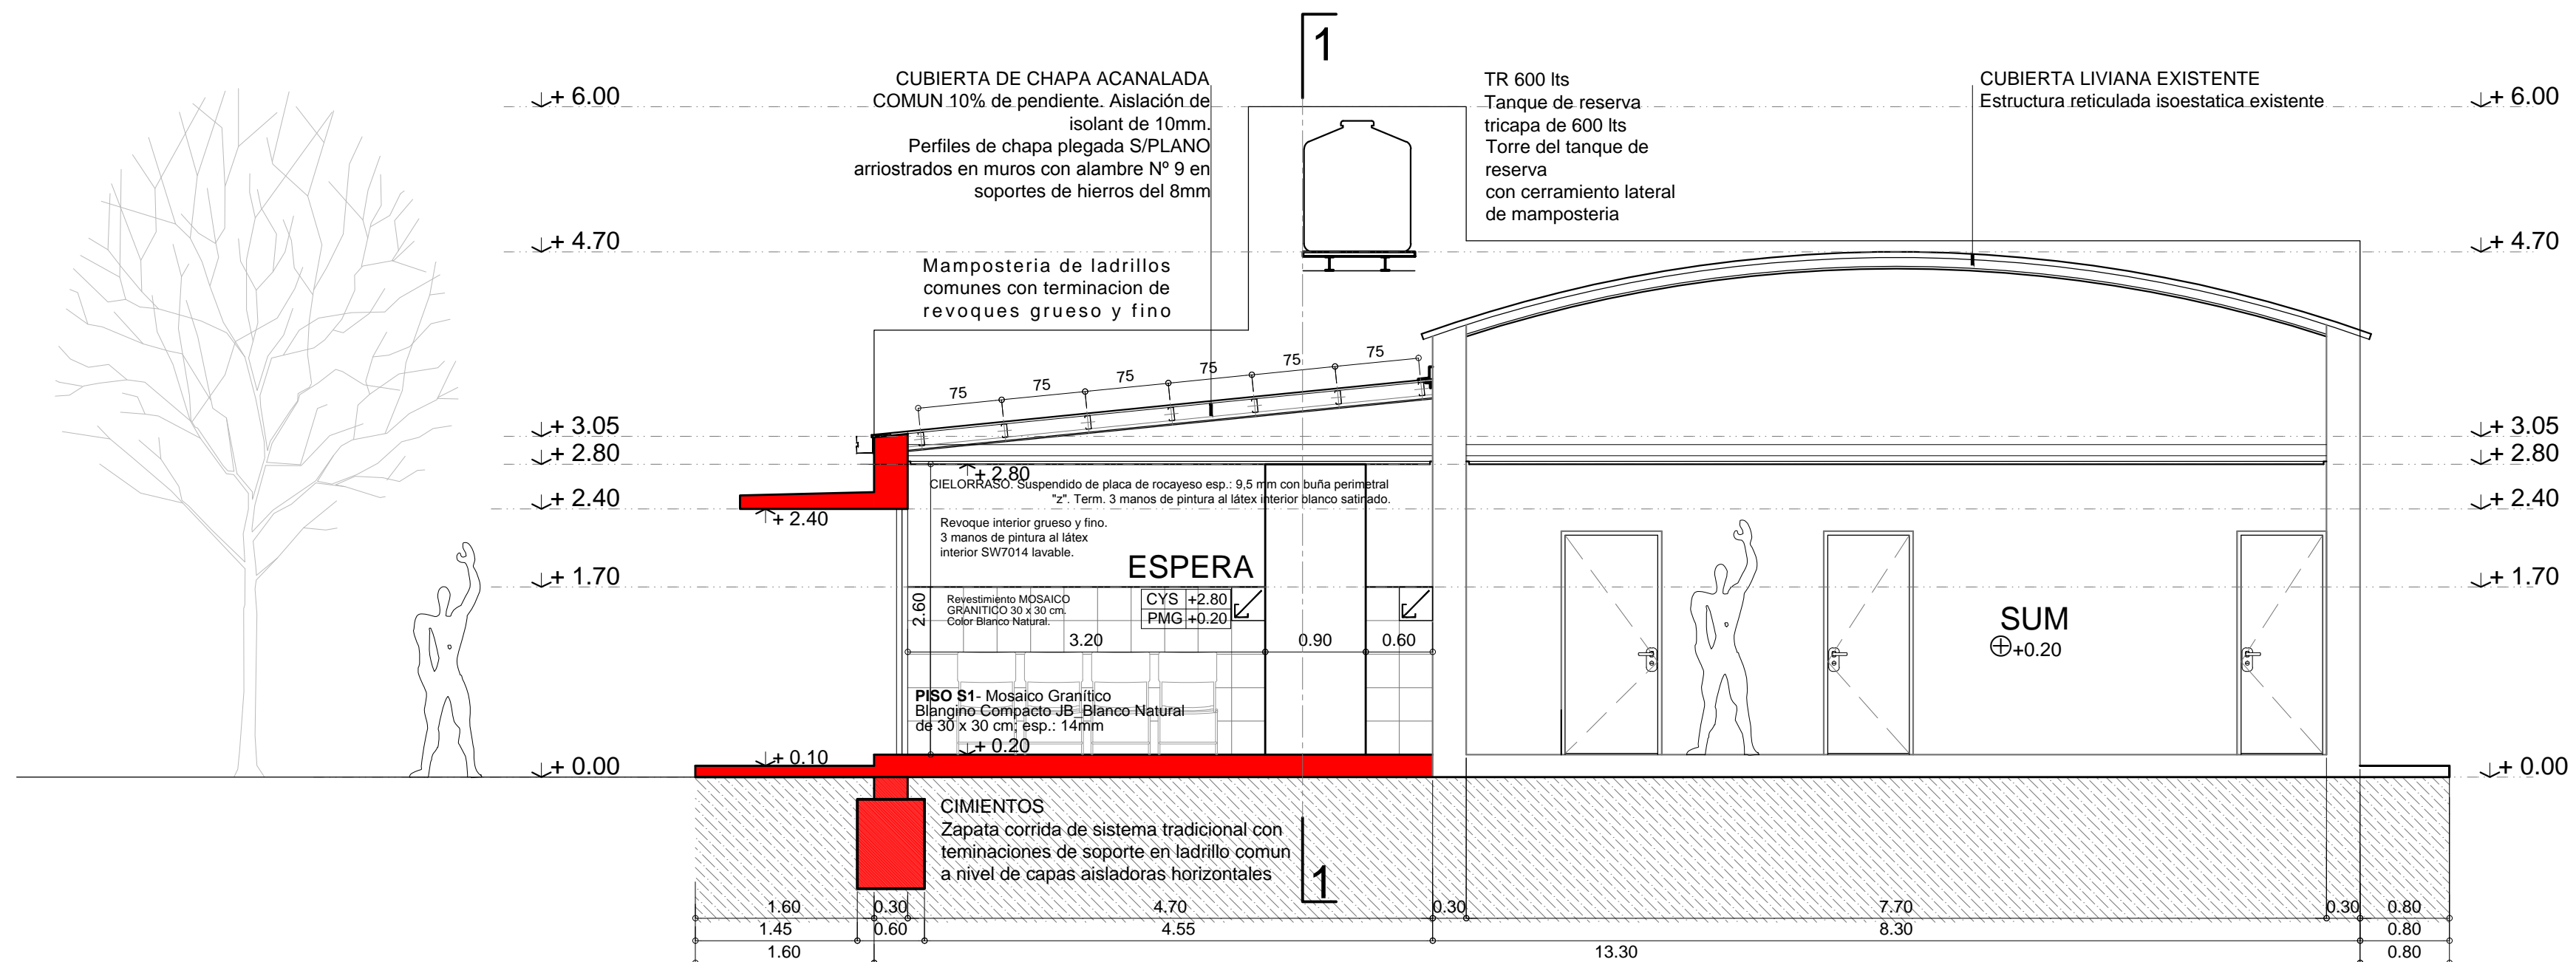 1
CUBIERTA DE CHAPA ACANALADA
COMUN 10% de pendiente. Aislación de
isolant de 10mm.
Perfiles de chapa plegada S/PLANO
arriostrados en muros con alambre Nº 9 en
soportes de hierros del 8mm
TR 600 lts
Tanque de reserva
tricapa de 600 lts
Torre del tanque de
reserva
con cerramiento lateral
de mamposteria
CUBIERTA LIVIANA EXISTENTE
Estructura reticulada isoestatica existente
+ 6.00
+ 6.00
+ 4.70
+ 4.70
Mamposteria de ladrillos
comunes con terminacion de
revoques grueso y fino
75
75
75
75
75
75
+ 3.05
+ 3.05
+ 2.80
+ 2.80
+ 2.80
CIELORRASO. Suspendido de placa de rocayeso esp.: 9,5 mm con buña perimetral
"z". Term. 3 manos de pintura al látex interior blanco satinado.
+ 2.40
+ 2.40
+ 2.40
Revoque interior grueso y fino.
3 manos de pintura al látex
interior SW7014 lavable.
ESPERA
+ 1.70
+ 1.70
2.60
Revestimiento MOSAICO
GRANITICO 30 x 30 cm.
Color Blanco Natural.
CYS +2.80
PMG +0.20
SUM
+0.20
3.20
0.90
0.60
PISO S1- Mosaico Granítico
Blangino Compacto JB_Blanco Natural
de 30 x 30 cm; esp.: 14mm
+ 0.20
+ 0.10
+ 0.00
+ 0.00
CIMIENTOS
Zapata corrida de sistema tradicional con
teminaciones de soporte en ladrillo comun
a nivel de capas aisladoras horizontales
1
1.60
0.30
4.70
0.30
7.70
0.30
0.80
1.45
0.60
4.55
8.30
0.80
1.60
13.30
0.80